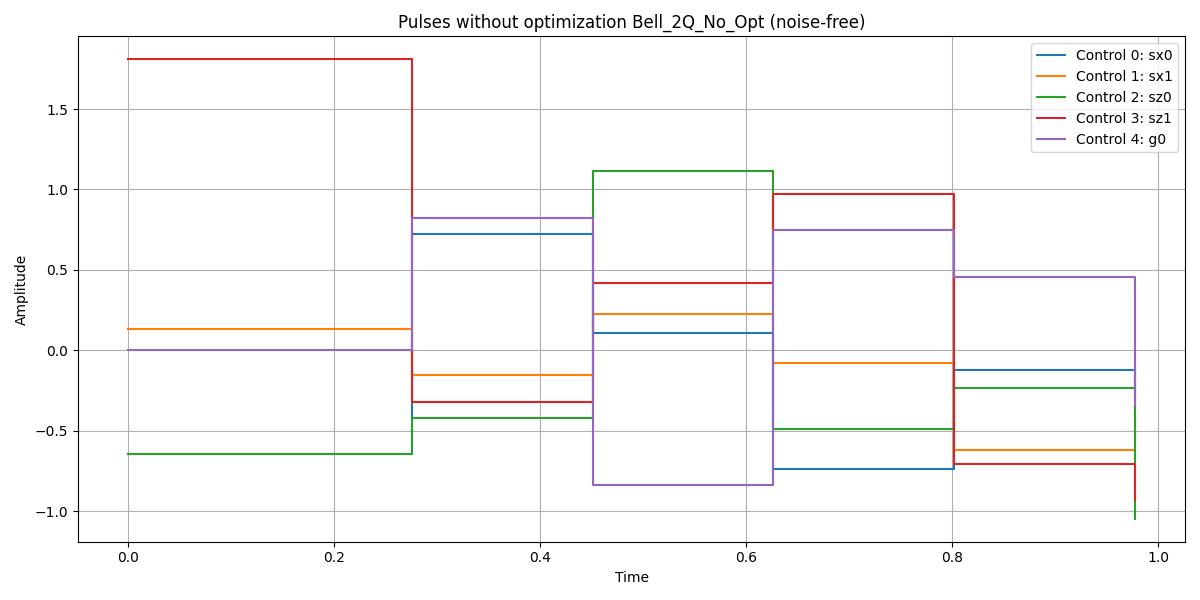 Pulses without optimization Bell_2Q_No_Opt (noise-free)
Control 0: sx0
Control 1: sx1
Control 2: sz0
Control 3: sz1
Control 4: g0
Amplitude
1.5
1.0
0.5
0.0
−0.5
−1.0
0.0 0.2 0.4 0.6 0.8 1.0
Time